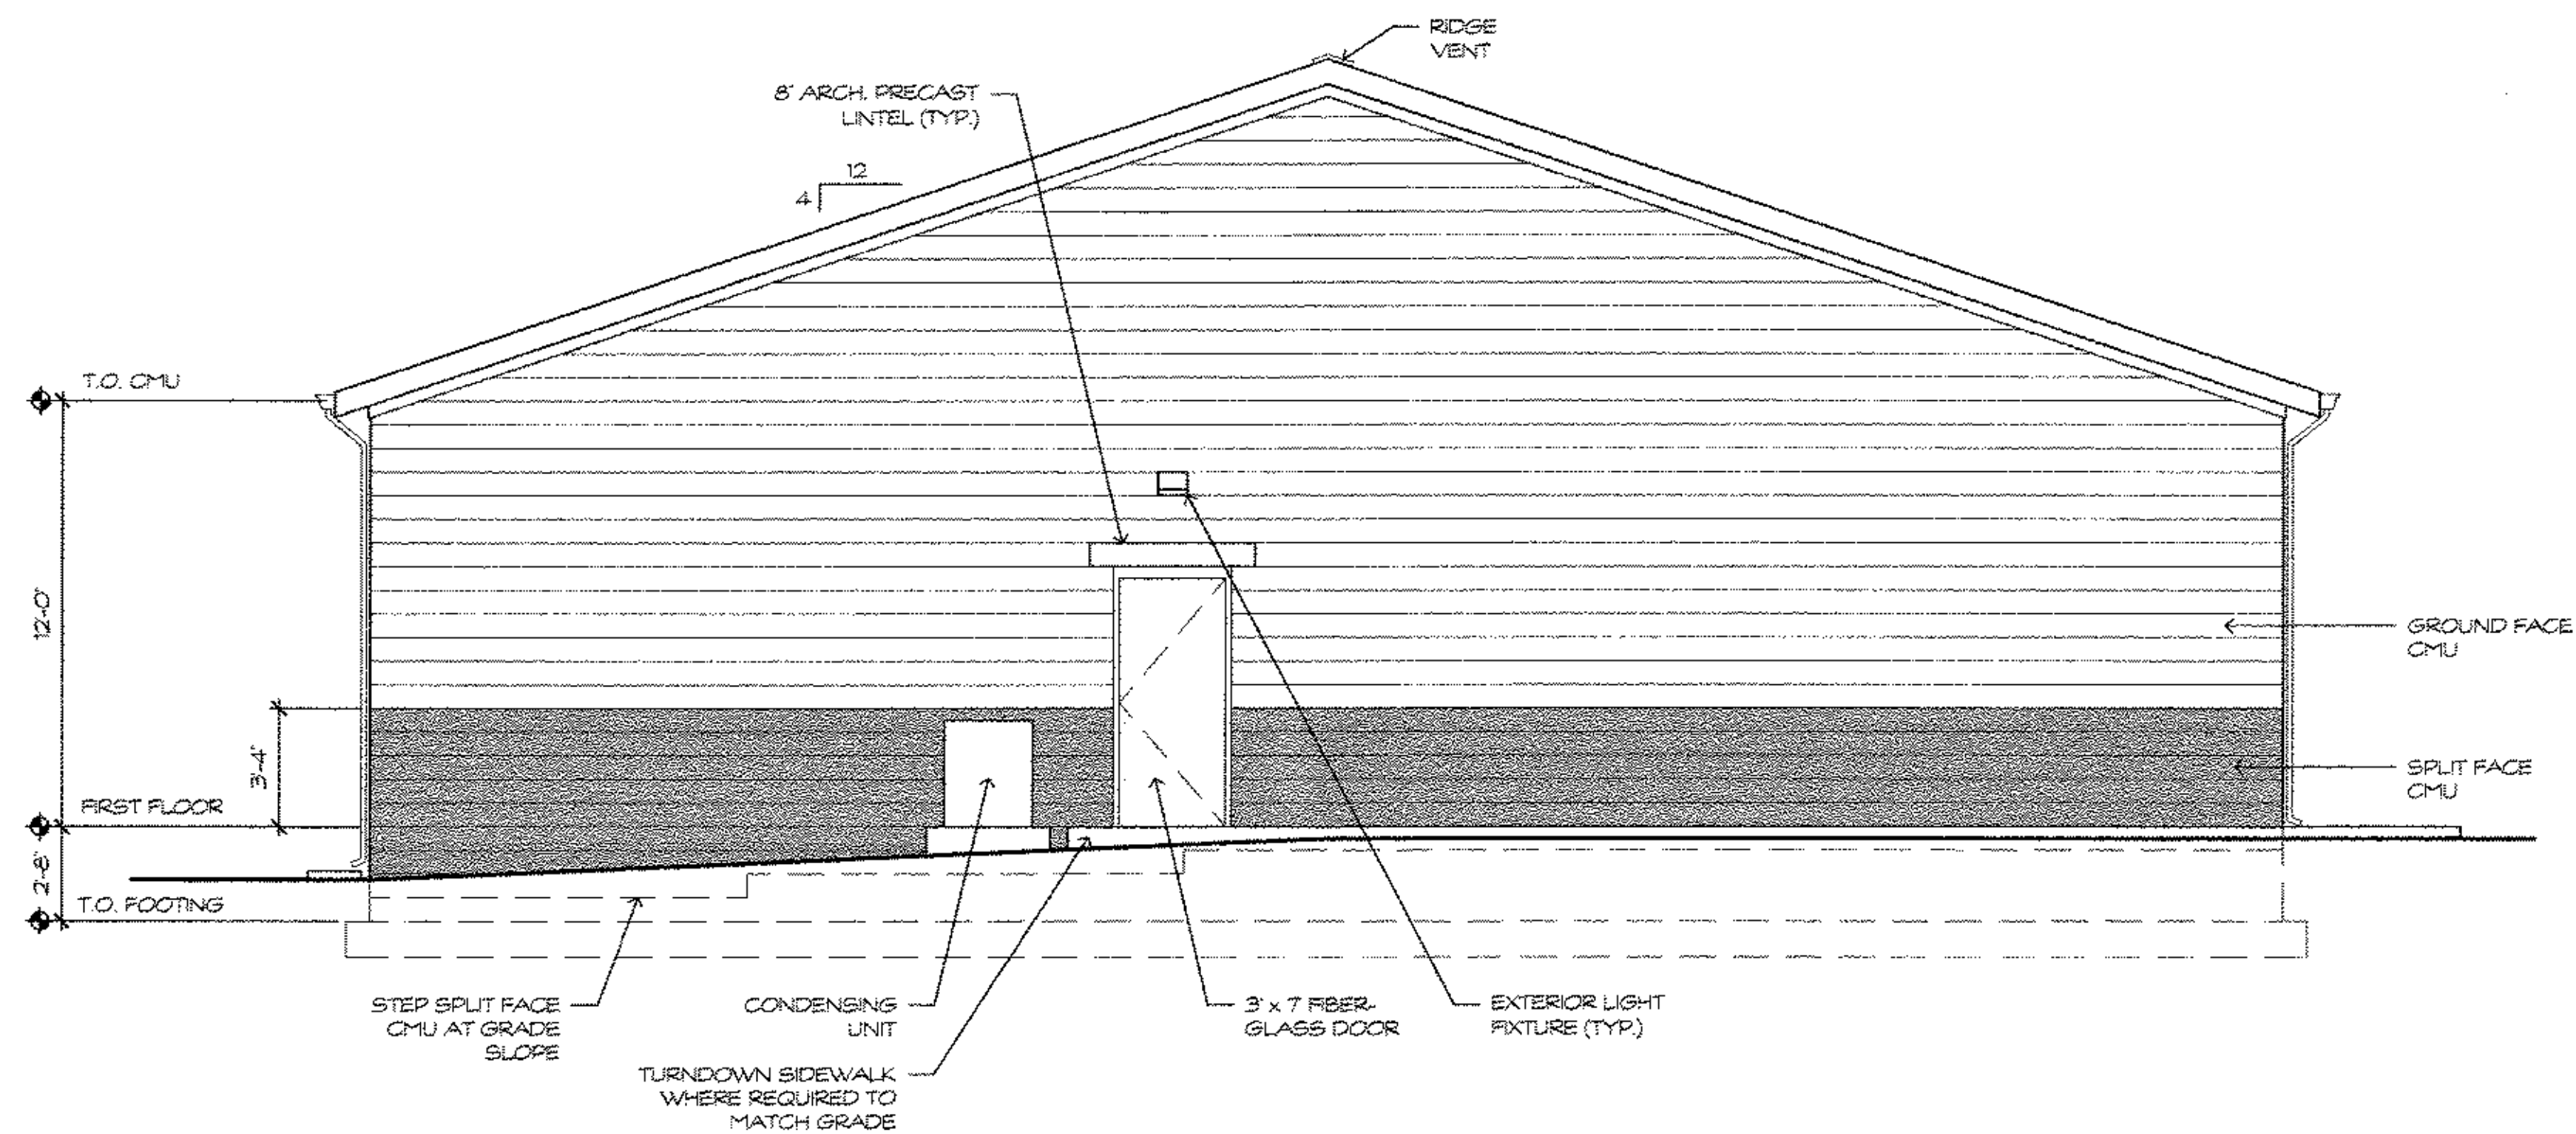 RIDGE
VENT
8" ARCH. PRECAST
LINTEL (TYP.)
12
4
T.O. CMU
12'-0"
GROUND FACE
CMU
3'-4"
SPLIT FACE
CMU
FIRST FLOOR
2'-8"
T.O. FOOTING
STEP SPLIT FACE
CMU AT GRADE
SLOPE
CONDENSING
UNIT
3' x 7' FIBER-
GLASS DOOR
EXTERIOR LIGHT
FIXTURE (TYP.)
TURNDOWN SIDEWALK
WHERE REQUIRED TO
MATCH GRADE